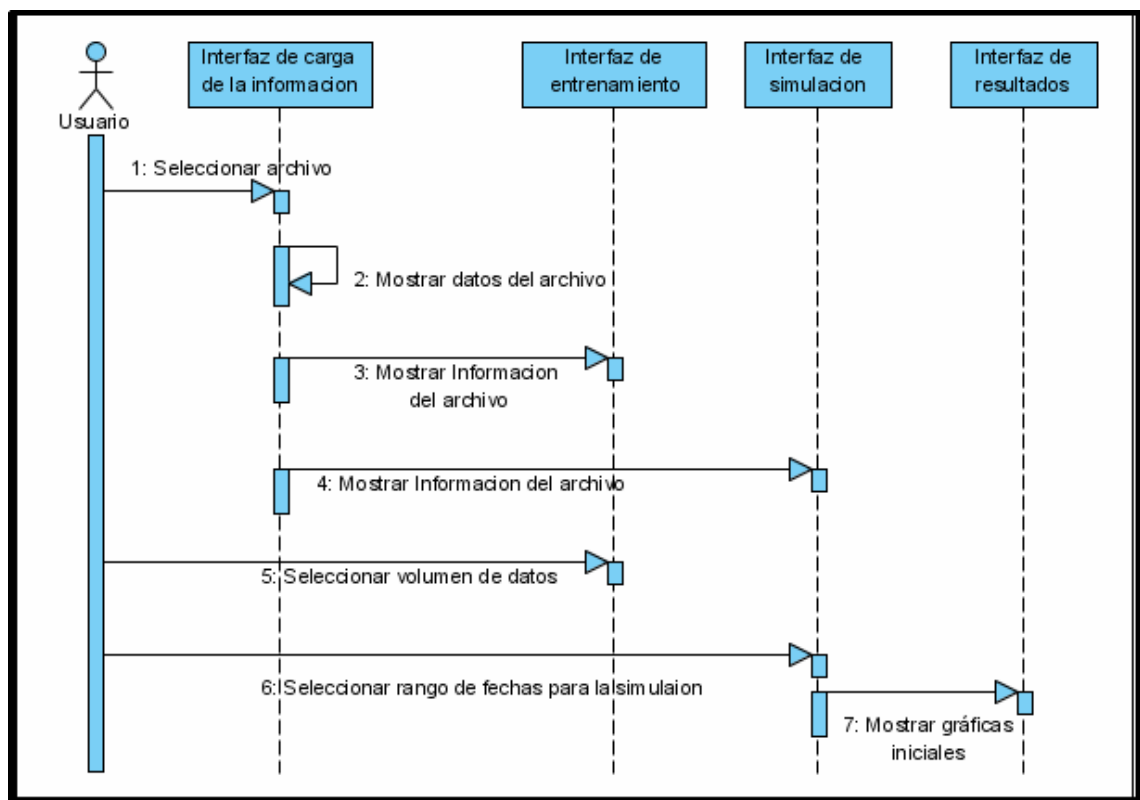 Interfaz de carga
de la informacion
Interfaz de
entrenamiento
Interfaz de
simulacion
Interfaz de
resultados
Usuario
1: Seleccionar archivo
2: Mostrar datos del archivo
3: Mostrar Informacion
del archivo
4: Mostrar Informacion del archivo
5: Seleccionar volumen de datos
6: Seleccionar rango de fechas para la simulaion
7: Mostrar gráficas
iniciales